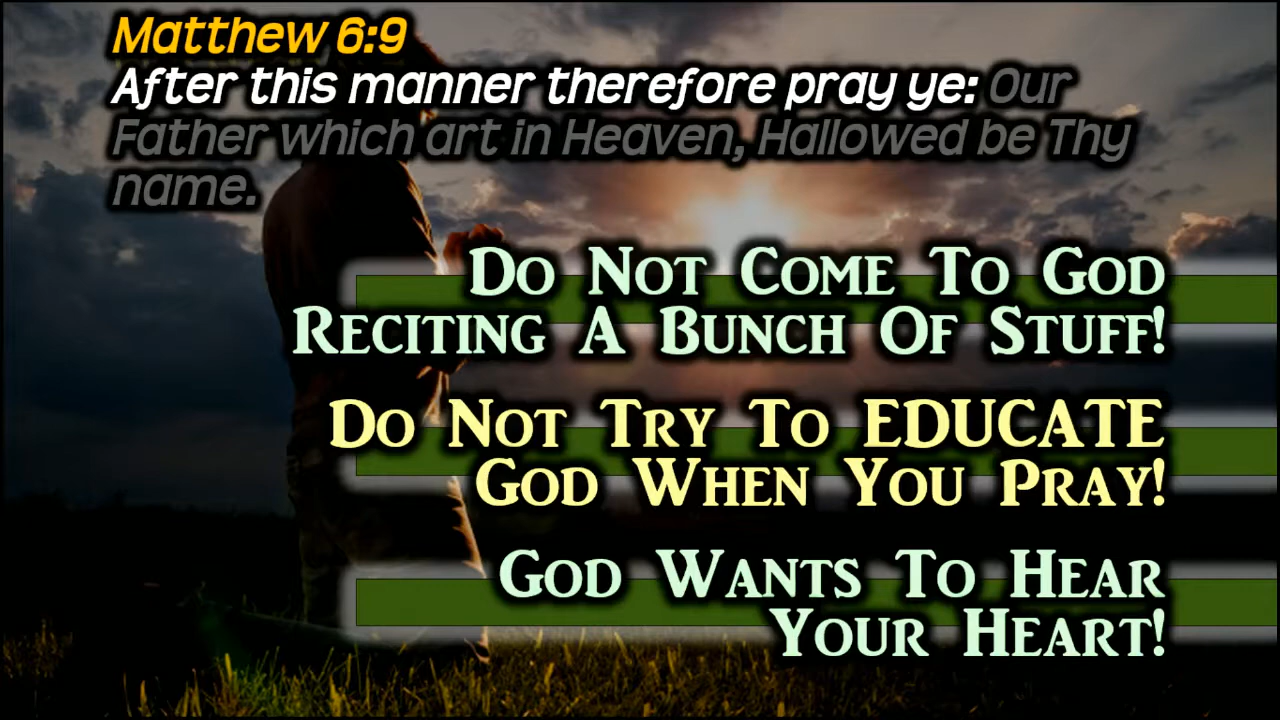 Matthew 6:9
After this manner therefore pray ye: Our
Father which art in Heaven, Hallowed be Thy
name.
Do Not Come To God
Reciting A Bunch Of Stuff!
Do Not Try To EDUCATE
God When You Pray!
God Wants To Hear
Your Heart!